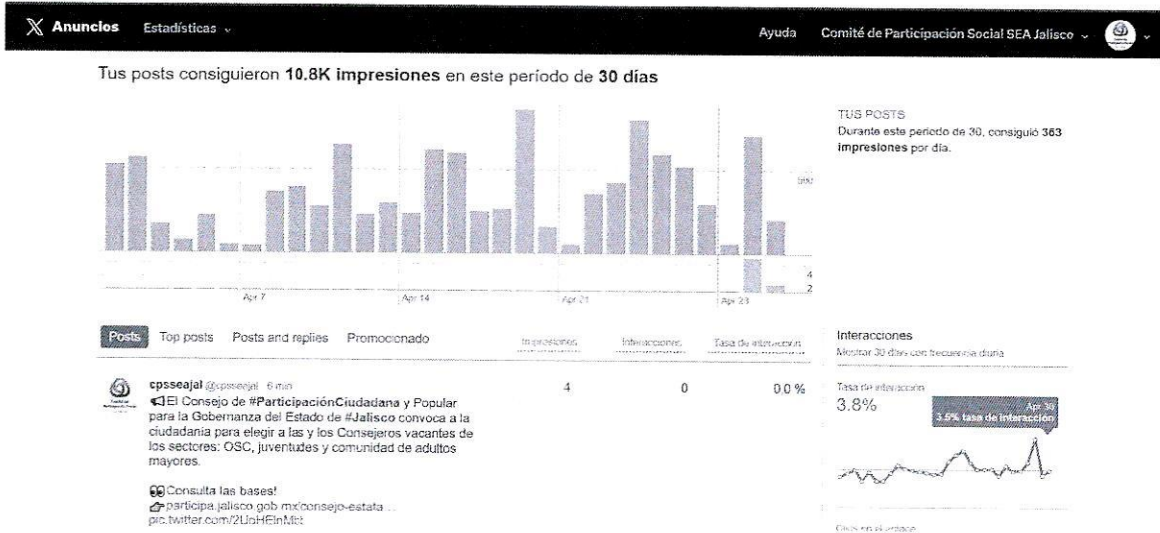 X Anuncios Estadísticas Ayuda Comité de Participación Social SEA Jalisco
Tus posts consiguieron 10.8K impresiones en este período de 30 días
TUS POSTS
Durante este período de 30, consiguió 363
impresiones por día.
500
4
2
Apr 7 Apr 14 Apr 21 Apr 23
Posts Top posts Posts and replies Promocionado Impresiones Interacciones Tasa de interacción
cpsseajal @cpsseajal 6 min 4 0 0.0 %
El Consejo de #ParticipaciónCiudadana y Popular
para la Gobernanza del Estado de #Jalisco convoca a la
ciudadanía para elegir a las y los Consejeros vacantes de
los sectores: OSC, juventudes y comunidad de adultos
mayores.
Consulta las bases!
participa.jalisco.gob.mx/consejo-estata...
Interacciones
Mostrar 30 días con frecuencia diaria
Tasa de interacción
3.8%
Apr 30
3.5% tasa de interacción